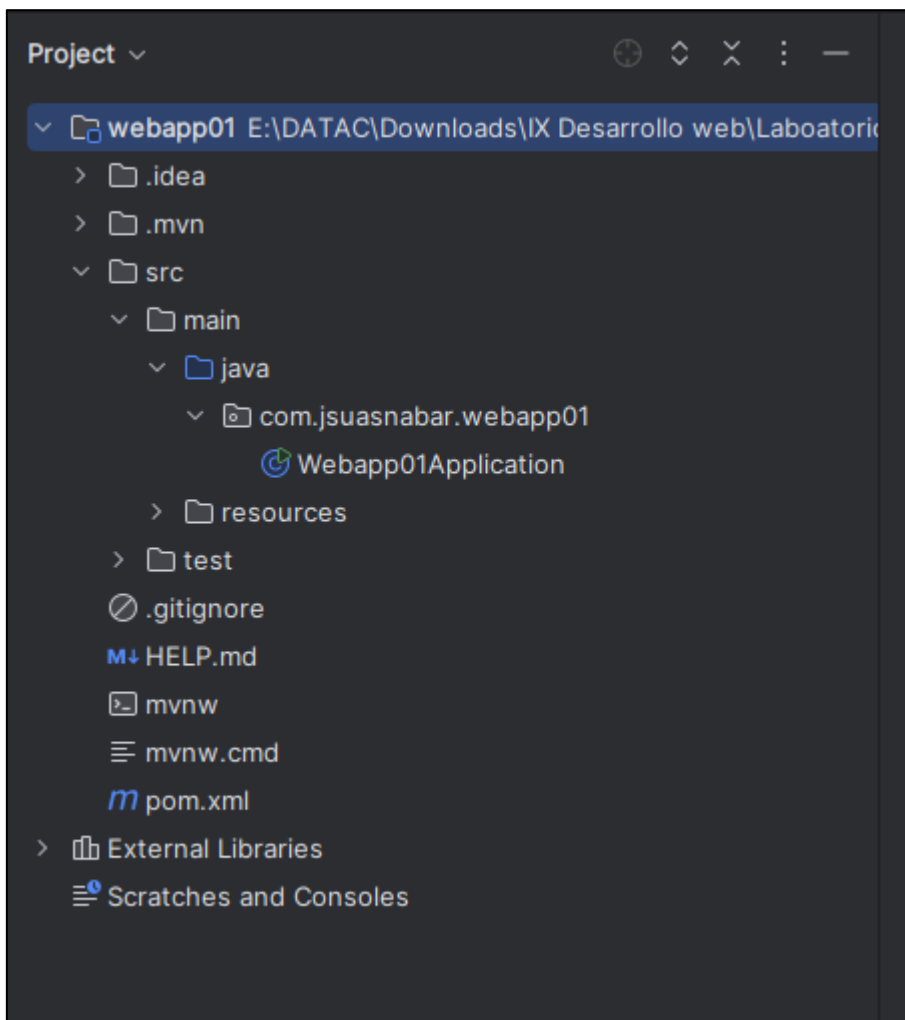 Project
webapp01 E:\DATAC\Downloads\IX Desarrollo web\Laboatorio
.idea
.mvn
src
main
java
com.jsuasnabar.webapp01
Webapp01Application
resources
test
.gitignore
M↓ HELP.md
mvnw
mvnw.cmd
m pom.xml
External Libraries
Scratches and Consoles